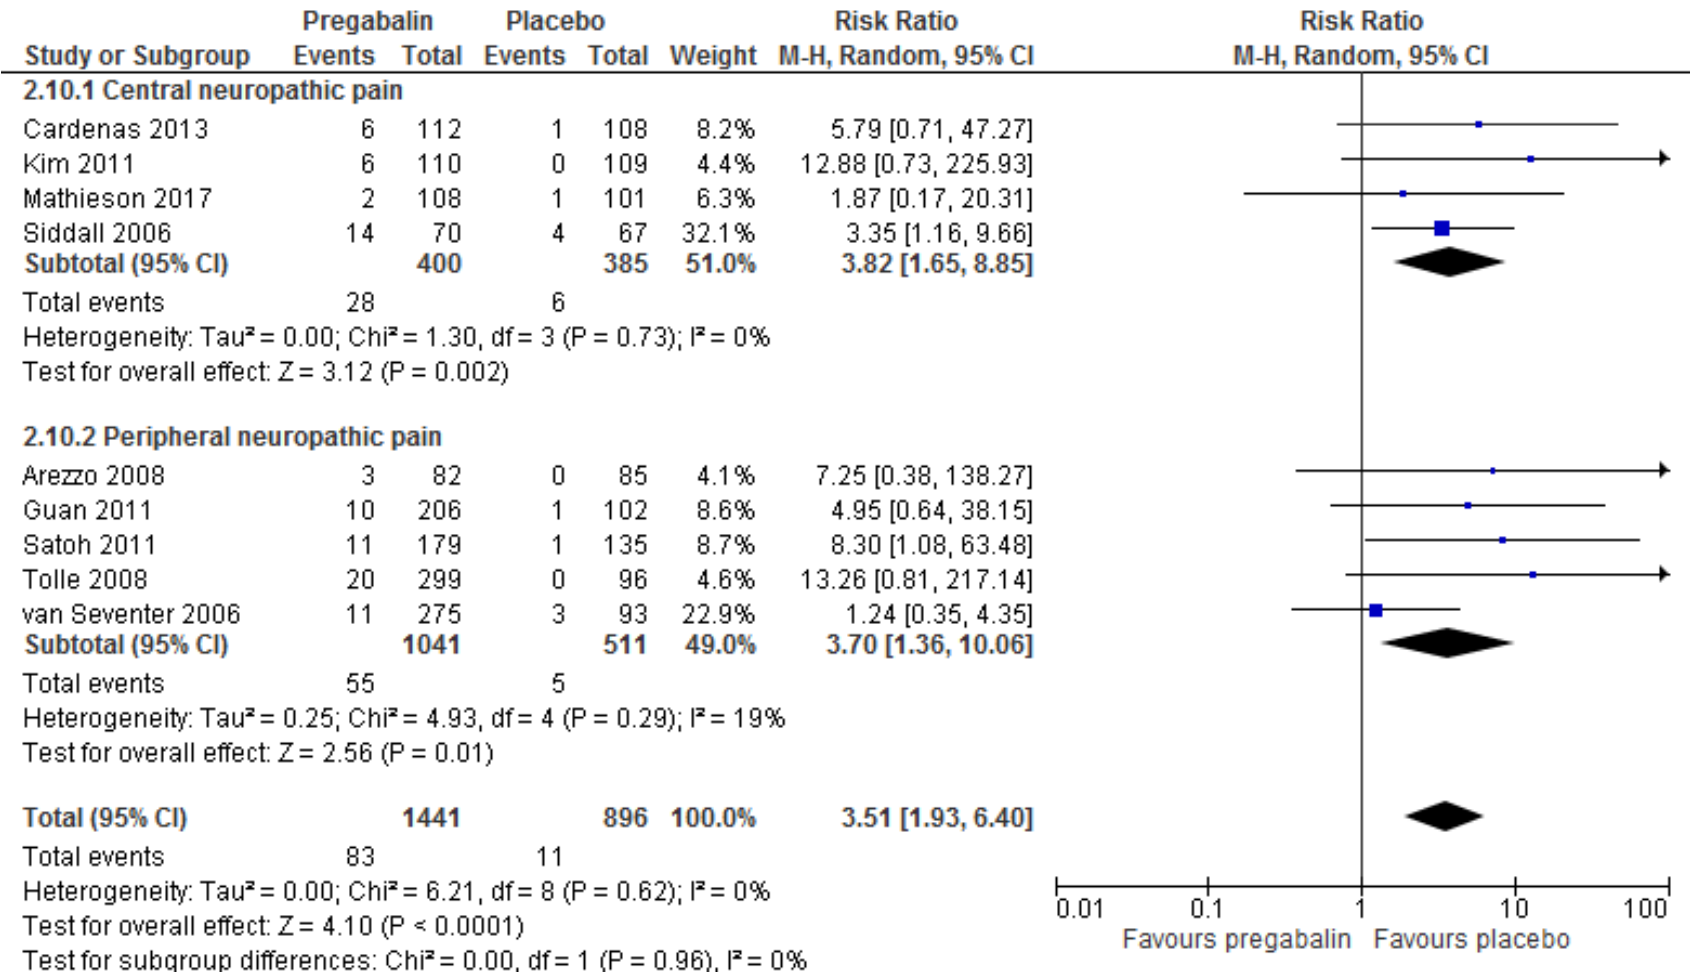 Pregabalin Placebo Risk Ratio Risk Ratio
Study or Subgroup Events Total Events Total Weight M-H, Random, 95% CI M-H, Random, 95% CI
2.10.1 Central neuropathic pain
Cardenas 2013 6 112 1 108 8.2% 5.79 [0.71, 47.27]
Kim 2011 6 110 0 109 4.4% 12.88 [0.73, 225.93]
Mathieson 2017 2 108 1 101 6.3% 1.87 [0.17, 20.31]
Siddall 2006 14 70 4 67 32.1% 3.35 [1.16, 9.66]
Subtotal (95% CI) 400 385 51.0% 3.82 [1.65, 8.85]
Total events 28 6
Heterogeneity: Tau² = 0.00; Chi² = 1.30, df = 3 (P = 0.73); I² = 0%
Test for overall effect: Z = 3.12 (P = 0.002)
2.10.2 Peripheral neuropathic pain
Arezzo 2008 3 82 0 85 4.1% 7.25 [0.38, 138.27]
Guan 2011 10 206 1 102 8.6% 4.95 [0.64, 38.15]
Satoh 2011 11 179 1 135 8.7% 8.30 [1.08, 63.48]
Tolle 2008 20 299 0 96 4.6% 13.26 [0.81, 217.14]
van Seventer 2006 11 275 3 93 22.9% 1.24 [0.35, 4.35]
Subtotal (95% CI) 1041 511 49.0% 3.70 [1.36, 10.06]
Total events 55 5
Heterogeneity: Tau² = 0.25; Chi² = 4.93, df = 4 (P = 0.29); I² = 19%
Test for overall effect: Z = 2.56 (P = 0.01)
Total (95% CI) 1441 896 100.0% 3.51 [1.93, 6.40]
Total events 83 11
Heterogeneity: Tau² = 0.00; Chi² = 6.21, df = 8 (P = 0.62); I² = 0%
Test for overall effect: Z = 4.10 (P < 0.0001)
Test for subgroup differences: Chi² = 0.00, df = 1 (P = 0.96), I² = 0%
0.01 0.1 1 10 100
Favours pregabalin Favours placebo